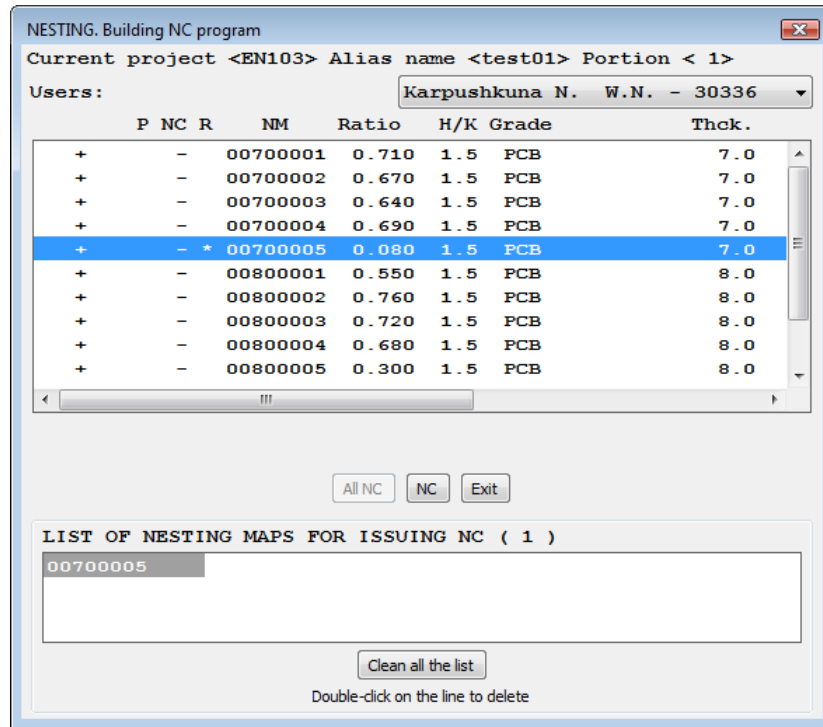 NESTING. Building NC program
Current project <EN103> Alias name <test01> Portion < 1>
Users: Karpushkuna N. W.N. - 30336
P NC R NM Ratio H/K Grade Thck.
+ - 00700001 0.710 1.5 PCB 7.0
+ - 00700002 0.670 1.5 PCB 7.0
+ - 00700003 0.640 1.5 PCB 7.0
+ - 00700004 0.690 1.5 PCB 7.0
+ - * 00700005 0.080 1.5 PCB 7.0
+ - 00800001 0.550 1.5 PCB 8.0
+ - 00800002 0.760 1.5 PCB 8.0
+ - 00800003 0.720 1.5 PCB 8.0
+ - 00800004 0.680 1.5 PCB 8.0
+ - 00800005 0.300 1.5 PCB 8.0
All NC NC Exit
LIST OF NESTING MAPS FOR ISSUING NC ( 1 )
00700005
Clean all the list
Double-click on the line to delete